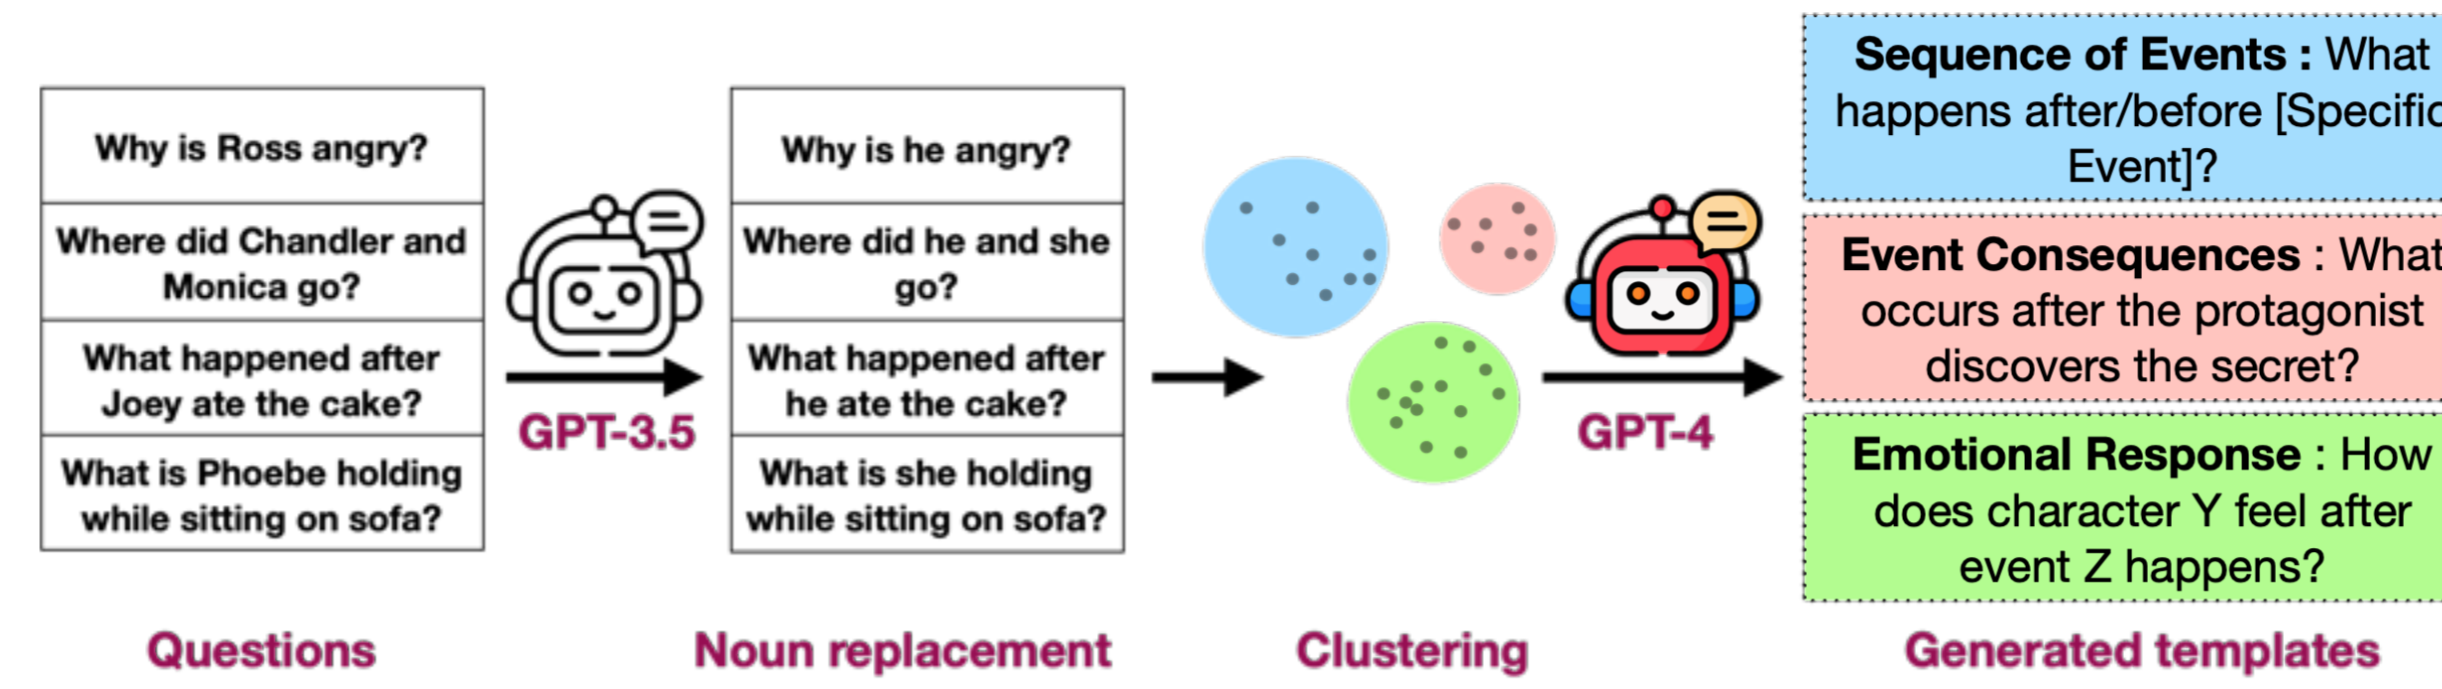 Why is Ross angry?
Where did Chandler and
Monica go?
What happened after
Joey ate the cake?
What is Phoebe holding
while sitting on sofa?
Questions
GPT-3.5
Why is he angry?
Where did he and she
go?
What happened after
he ate the cake?
What is she holding
while sitting on sofa?
Noun replacement
Clustering
GPT-4
Sequence of Events : What
happens after/before [Specific
Event]?
Event Consequences : What
occurs after the protagonist
discovers the secret?
Emotional Response : How
does character Y feel after
event Z happens?
Generated templates